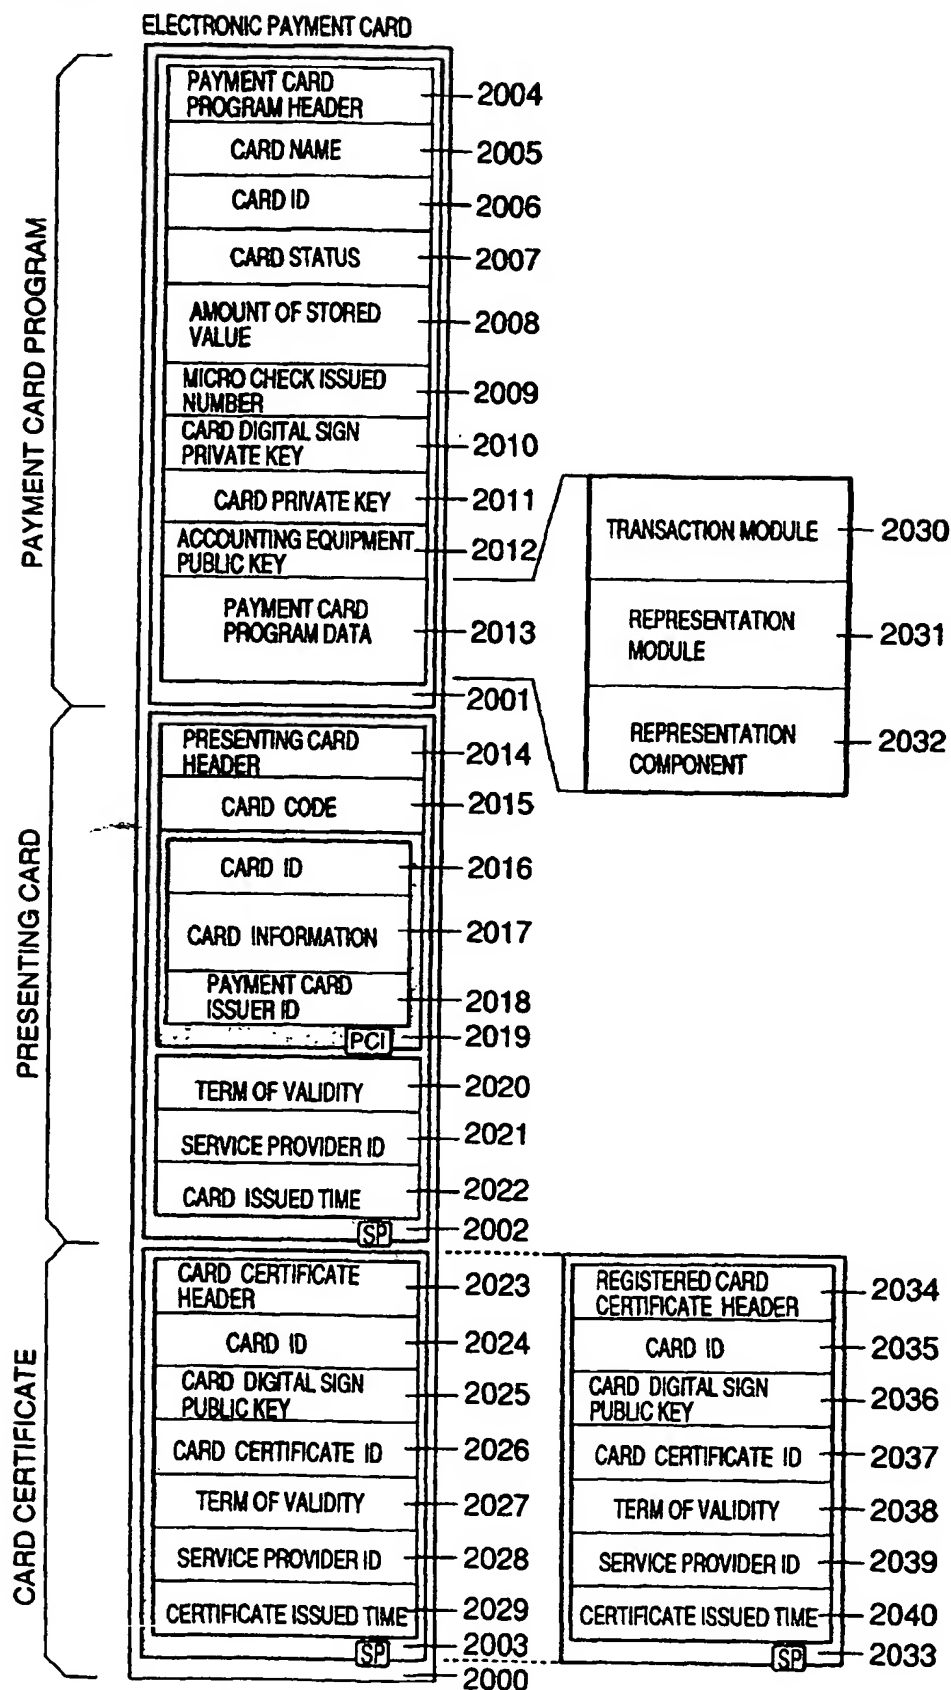 ELECTRONIC PAYMENT CARD
PAYMENT CARD PROGRAM
PAYMENT CARD
PROGRAM HEADER
2004
CARD NAME
2005
CARD ID
2006
CARD STATUS
2007
AMOUNT OF STORED
VALUE
2008
MICRO CHECK ISSUED
NUMBER
2009
CARD DIGITAL SIGN
PRIVATE KEY
2010
CARD PRIVATE KEY
2011
ACCOUNTING EQUIPMENT
PUBLIC KEY
2012
PAYMENT CARD
PROGRAM DATA
2013
2001
TRANSACTION MODULE
2030
REPRESENTATION
MODULE
2031
REPRESENTATION
COMPONENT
2032
PRESENTING CARD
PRESENTING CARD
HEADER
2014
CARD CODE
2015
CARD ID
2016
CARD INFORMATION
2017
PAYMENT CARD
ISSUER ID
2018
PCI
2019
TERM OF VALIDITY
2020
SERVICE PROVIDER ID
2021
CARD ISSUED TIME
2022
SP
2002
CARD CERTIFICATE
CARD CERTIFICATE
HEADER
2023
CARD ID
2024
CARD DIGITAL SIGN
PUBLIC KEY
2025
CARD CERTIFICATE ID
2026
TERM OF VALIDITY
2027
SERVICE PROVIDER ID
2028
CERTIFICATE ISSUED TIME
2029
SP
2003
2000
REGISTERED CARD
CERTIFICATE HEADER
2034
CARD ID
2035
CARD DIGITAL SIGN
PUBLIC KEY
2036
CARD CERTIFICATE ID
2037
TERM OF VALIDITY
2038
SERVICE PROVIDER ID
2039
CERTIFICATE ISSUED TIME
2040
SP
2033